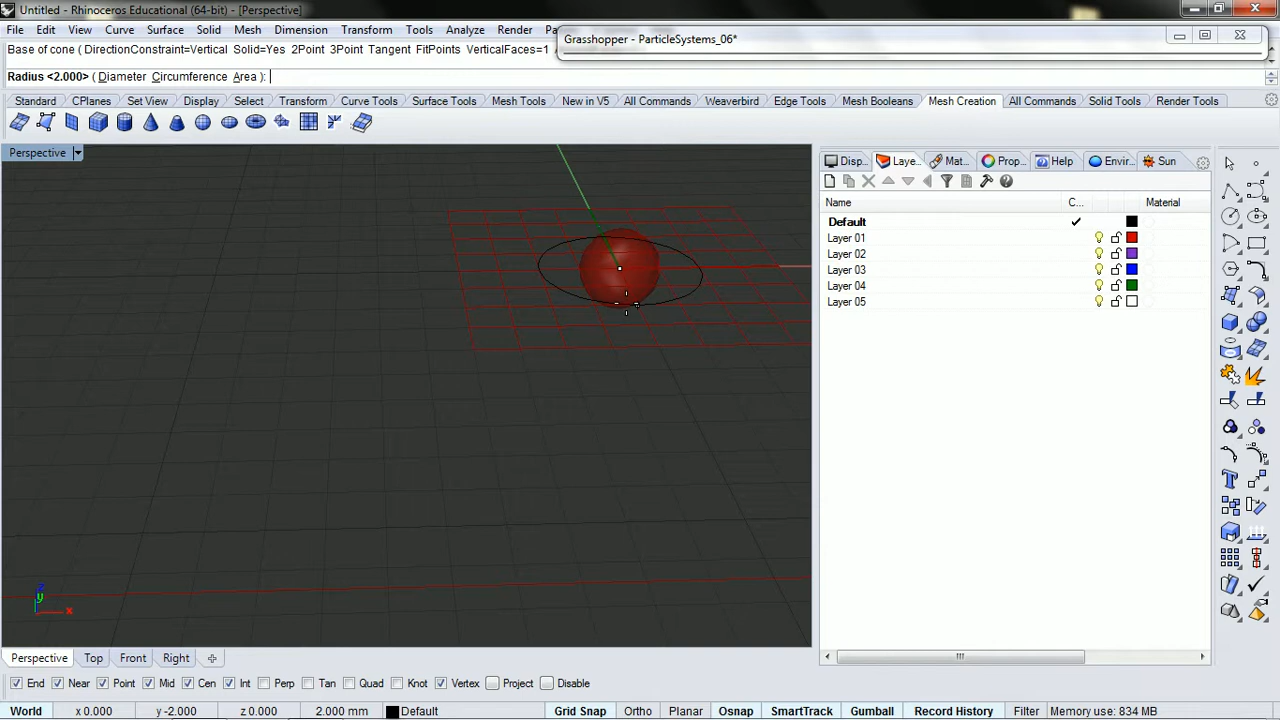 Untitled - Rhinoceros Educational (64-bit) - [Perspective]
File Edit View Curve Surface Solid Mesh Dimension Transform Tools Analyze Render
Base of cone ( DirectionConstraint=Vertical Solid=Yes 2Point 3Point Tangent FitPoints VerticalFaces=1
Grasshopper - ParticleSystems_06*
Radius <2.000> ( Diameter Circumference Area ):
Standard CPlanes Set View Display Select Transform Curve Tools Surface Tools Mesh Tools New in V5 All Commands Weaverbird Edge Tools Mesh Booleans Mesh Creation All Commands Solid Tools Render Tools
Perspective
Disp... Laye... Mat... Prop... Help Envir... Sun
Name C... Material
Default
Layer 01
Layer 02
Layer 03
Layer 04
Layer 05
z
y
x
Perspective Top Front Right
End Near Point Mid Cen Int Perp Tan Quad Knot Vertex Project Disable
World x 0.000 y -2.000 z 0.000 2.000 mm Default Grid Snap Ortho Planar Osnap SmartTrack Gumball Record History Filter Memory use: 834 MB